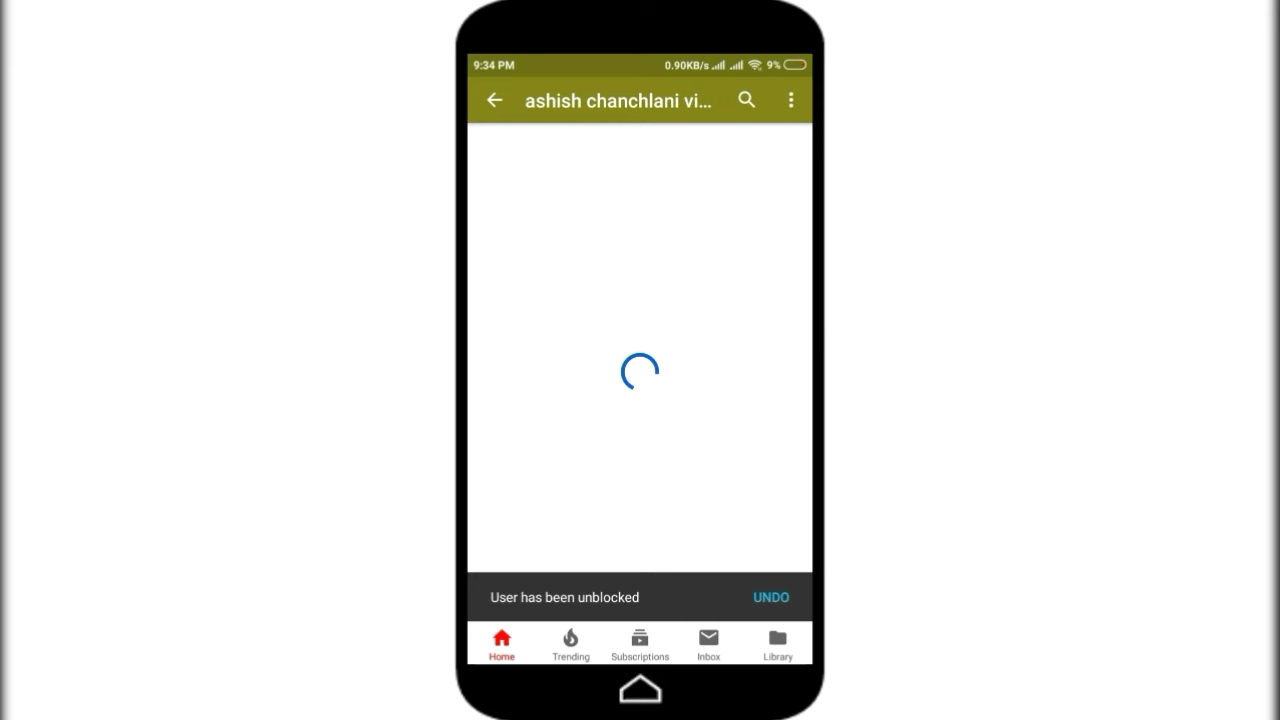 9:34 PM 0.90KB/s 9%
ashish chanchlani vi...
User has been unblocked UNDO
Home Trending Subscriptions Inbox Library